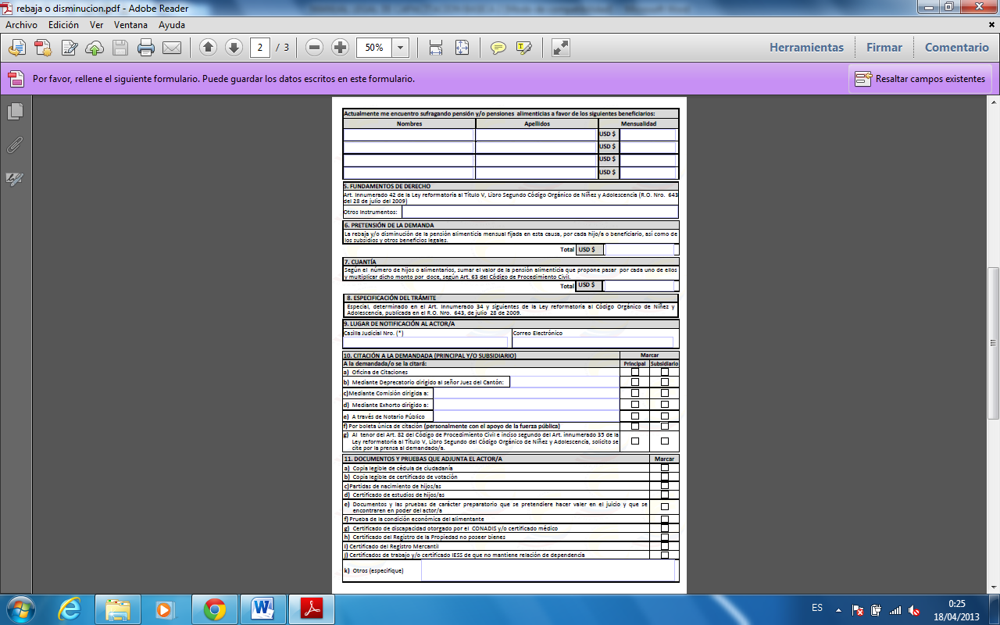 rebaja o disminucion.pdf - Adobe Reader
Archivo Edición Ver Ventana Ayuda
2 / 3 50% Herramientas Firmar Comentario
Por favor, rellene el siguiente formulario. Puede guardar los datos escritos en este formulario. Resaltar campos existentes
Actualmente me encuentro sufragando pensión y/o pensiones alimenticias a favor de los siguientes beneficiarios:
Nombres Apellidos Mensualidad
USD $
USD $
USD $
USD $
5. FUNDAMENTOS DE DERECHO
Art. Innumerado 42 de la Ley reformatoria al Título V, Libro Segundo Código Orgánico de Niñez y Adolescencia (R.O. Nro. 643
del 28 de julio del 2009)
Otros Instrumentos:
6. PRETENSIÓN DE LA DEMANDA
La rebaja y/o disminución de la pensión alimenticia mensual fijada en esta causa, por cada hijo/a o beneficiario, así como de
los subsidios y otros beneficios legales.
Total USD $
7. CUANTÍA
Según el número de hijos o alimentarios, sumar el valor de la pensión alimenticia que propone pasar por cada uno de ellos
y multiplicar dicho monto por doce, según Art. 63 del Código de Procedimiento Civil.
Total USD $
8. ESPECIFICACIÓN DEL TRÁMITE
Especial, determinado en el Art. Innumerado 34 y siguientes de la Ley reformatoria al Código Orgánico de Niñez y
Adolescencia, publicada en el R.O. Nro. 643, de julio 28 de 2009.
9. LUGAR DE NOTIFICACIÓN AL ACTOR/A
Casilla Judicial Nro. (*) Correo Electrónico
10. CITACIÓN A LA DEMANDADA (PRINCIPAL Y/O SUBSIDIARIO) Marcar
A la demandada/o se la citará: Principal Subsidiario
a) Oficina de Citaciones
b) Mediante Deprecatorio dirigido al señor Juez del Cantón:
c)Mediante Comisión dirigida a:
d) Mediante Exhorto dirigido a:
e) A través de Notario Público
f) Por boleta única de citación (personalmente con el apoyo de la fuerza pública)
g) Al tenor del Art. 82 del Código de Procedimiento Civil e inciso segundo del Art. innumerado 35 de la
Ley reformatoria al Título V, Libro Segundo del Código Orgánico de Niñez y Adolescencia, solicito se
cite por la prensa al demandado/a.
11. DOCUMENTOS Y PRUEBAS QUE ADJUNTA EL ACTOR/A Marcar
a) Copia legible de cédula de ciudadanía
b) Copia legible de certificado de votación
c)Partidas de nacimiento de hijos/as
d) Certificado de estudios de hijos/as
e) Documentos y las pruebas de carácter preparatorio que se pretendiere hacer valer en el juicio y que se
encontraren en poder del actor/a
f) Prueba de la condición económica del alimentante
g) Certificado de discapacidad otorgado por el CONADIS y/o certificado médico
h) Certificado del Registro de la Propiedad no poseer bienes
i) Certificado del Registro Mercantil
j) Certificados de trabajo y/o certificado IESS de que no mantiene relación de dependencia
k) Otros (especifique)
ES 0:25
18/04/2013